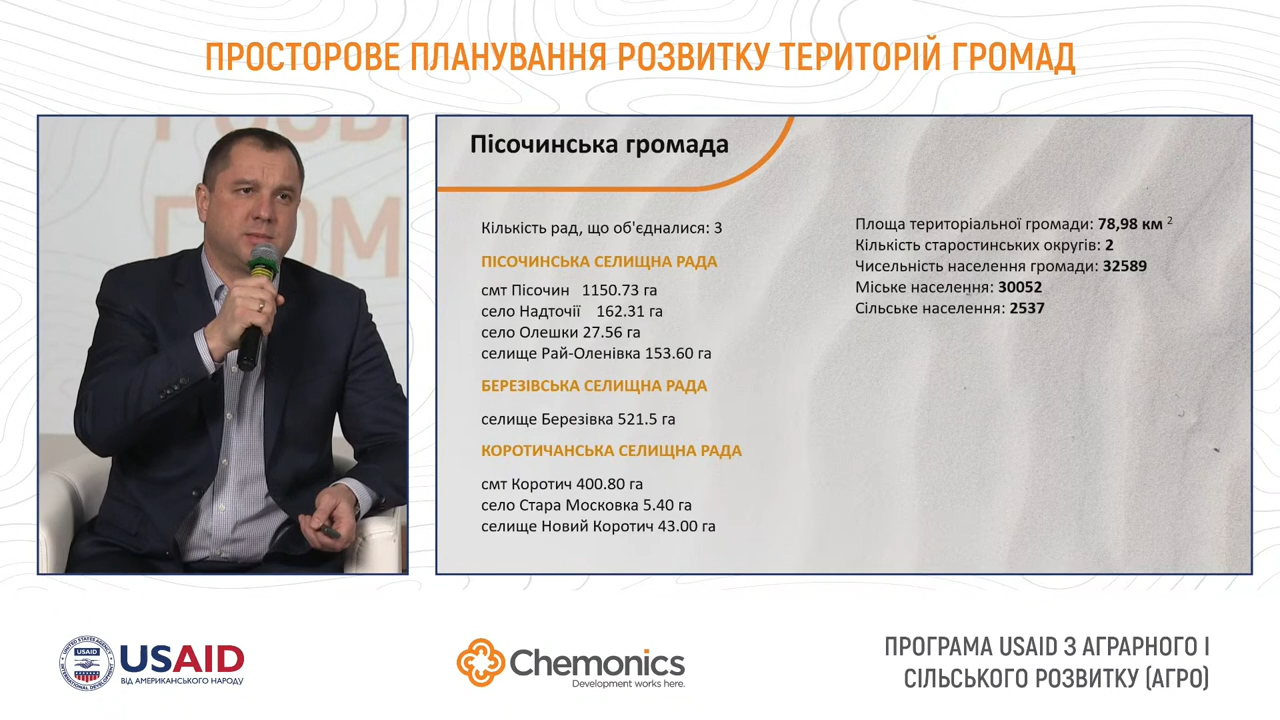 ПРОСТОРОВЕ ПЛАНУВАННЯ РОЗВИТКУ ТЕРИТОРІЙ ГРОМАД
ГРОМ
Пісочинська громада
Кількість рад, що об'єдналися: 3
ПІСОЧИНСЬКА СЕЛИЩНА РАДА
смт Пісочин 1150.73 га
село Надточії 162.31 га
село Олешки 27.56 га
селище Рай-Оленівка 153.60 га
БЕРЕЗІВСЬКА СЕЛИЩНА РАДА
селище Березівка 521.5 га
КОРОТИЧАНСЬКА СЕЛИЩНА РАДА
смт Коротич 400.80 га
село Стара Московка 5.40 га
селище Новий Коротич 43.00 га
Площа територіальної громади: 78,98 км 2
Кількість старостинських округів: 2
Чисельність населення громади: 32589
Міське населення: 30052
Сільське населення: 2537
USAID
USAID
ВІД АМЕРИКАНСЬКОГО НАРОДУ
Chemonics
Development works here.
ПРОГРАМА USAID З АГРАРНОГО І
СІЛЬСЬКОГО РОЗВИТКУ (АГРО)